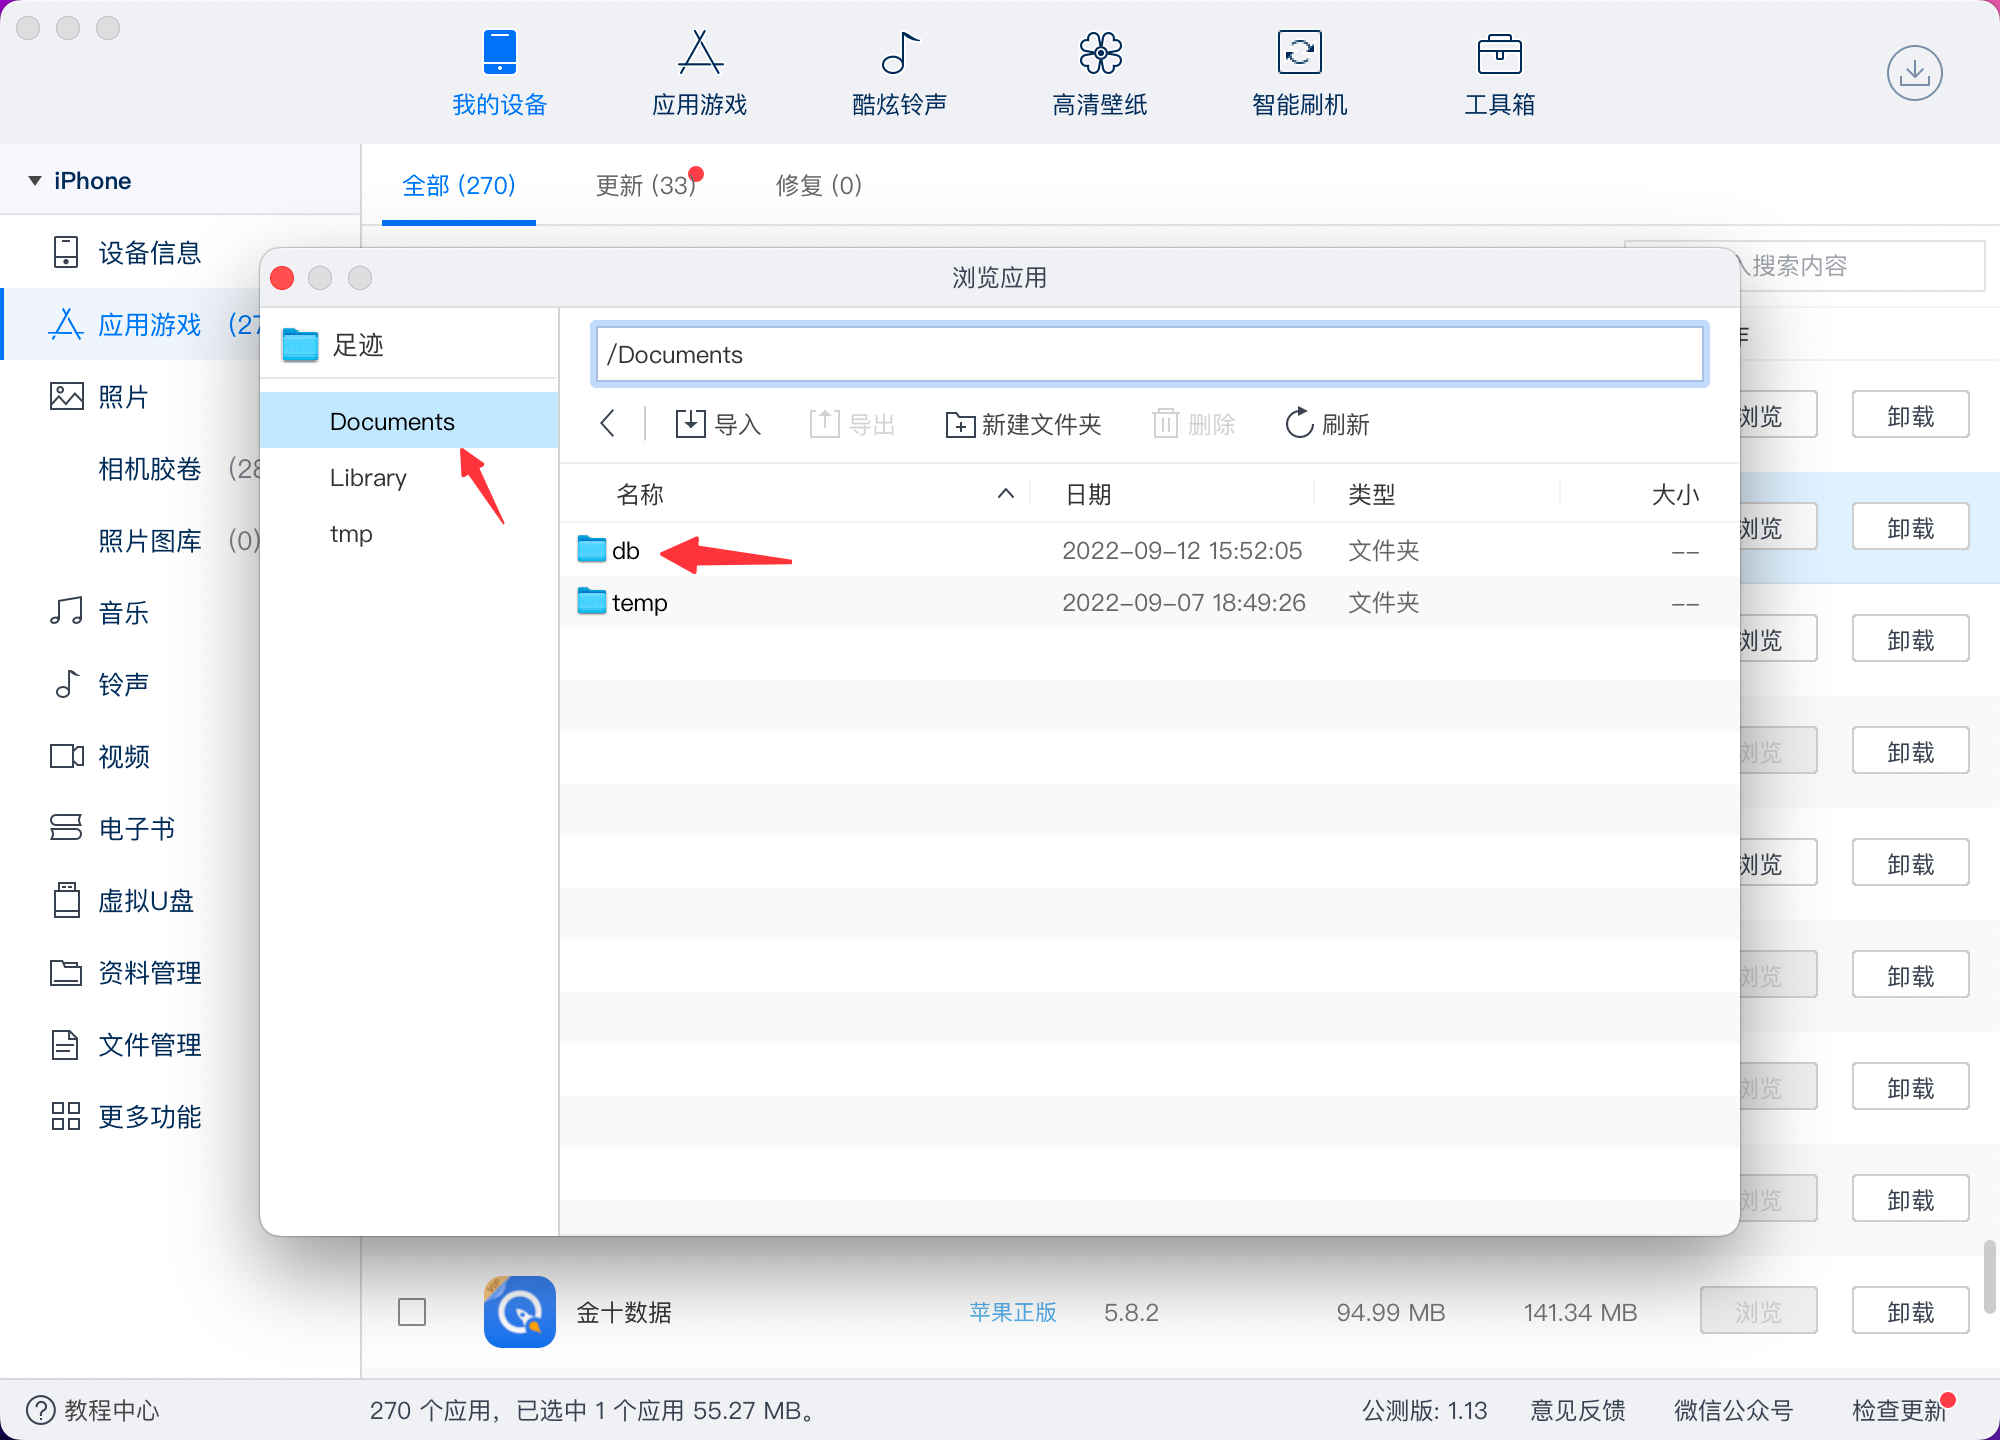 我的设备
应用游戏
酷炫铃声
高清壁纸
智能刷机
工具箱
iPhone
全部 (270)
更新 (33)
修复 (0)
设备信息
应用游戏
照片
相机胶卷
照片图库 (0)
音乐
铃声
视频
电子书
虚拟U盘
资料管理
文件管理
更多功能
搜索内容
浏览应用
足迹
Documents
Library
tmp
/Documents
导入
导出
新建文件夹
删除
刷新
名称 日期 类型 大小
db 2022-09-12 15:52:05 文件夹 --
temp 2022-09-07 18:49:26 文件夹 --
浏览 卸载
浏览 卸载
浏览 卸载
浏览 卸载
浏览 卸载
浏览 卸载
浏览 卸载
浏览 卸载
VIP
金十数据 苹果正版 5.8.2 94.99 MB 141.34 MB 浏览 卸载
教程中心
270 个应用，已选中 1 个应用 55.27 MB。
公测版: 1.13
意见反馈
微信公众号
检查更新